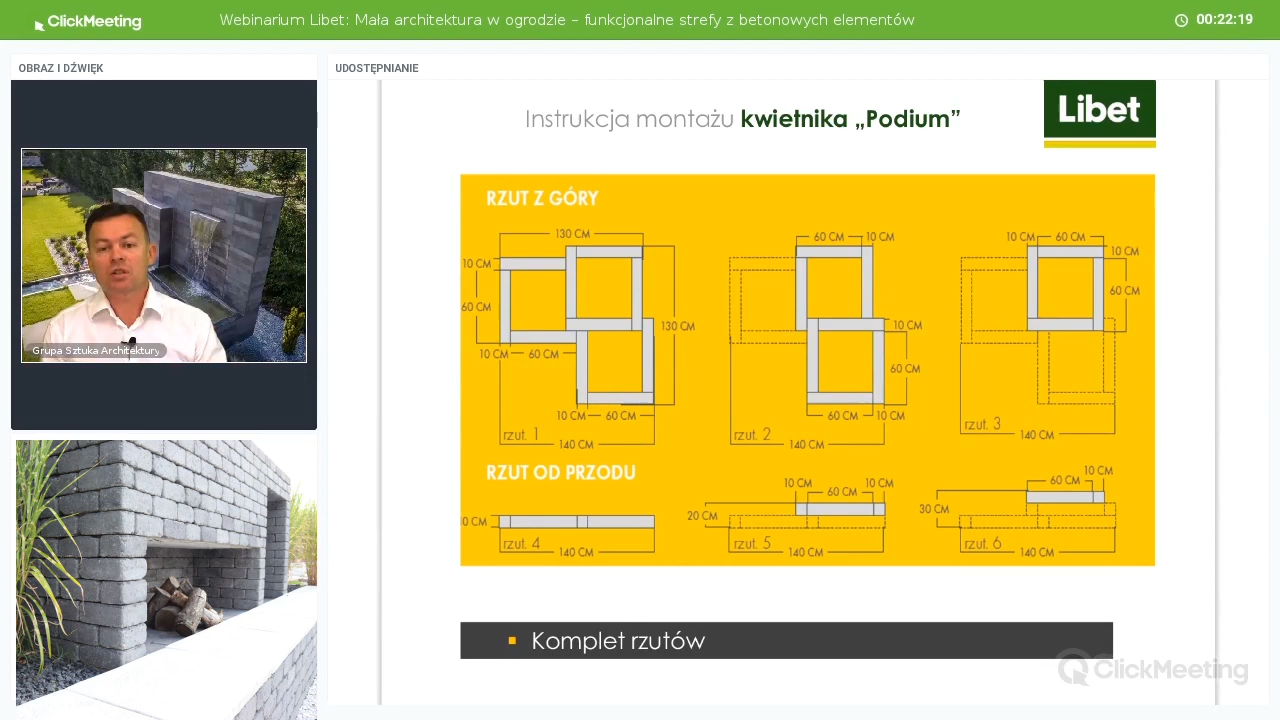 ClickMeeting
Webinarium Libet: Mała architektura w ogrodzie – funkcjonalne strefy z betonowych elementów
00:22:19
OBRAZ I DŹWIĘK
UDOSTĘPNIANIE
Grupa Sztuka Architektury
Instrukcja montażu kwietnika „Podium”
Libet
RZUT Z GÓRY
130 CM
10 CM
60 CM
130 CM
10 CM 60 CM
10 CM 60 CM
rzut. 1
140 CM
60 CM 10 CM
10 CM
60 CM
60 CM 10 CM
rzut. 2
140 CM
10 CM 60 CM
10 CM
60 CM
rzut. 3
140 CM
RZUT OD PRZODU
0 CM
rzut. 4
140 CM
10 CM 60 CM 10 CM
20 CM
rzut. 5
140 CM
10 CM
60 CM
30 CM
rzut. 6
140 CM
Komplet rzutów
ClickMeeting